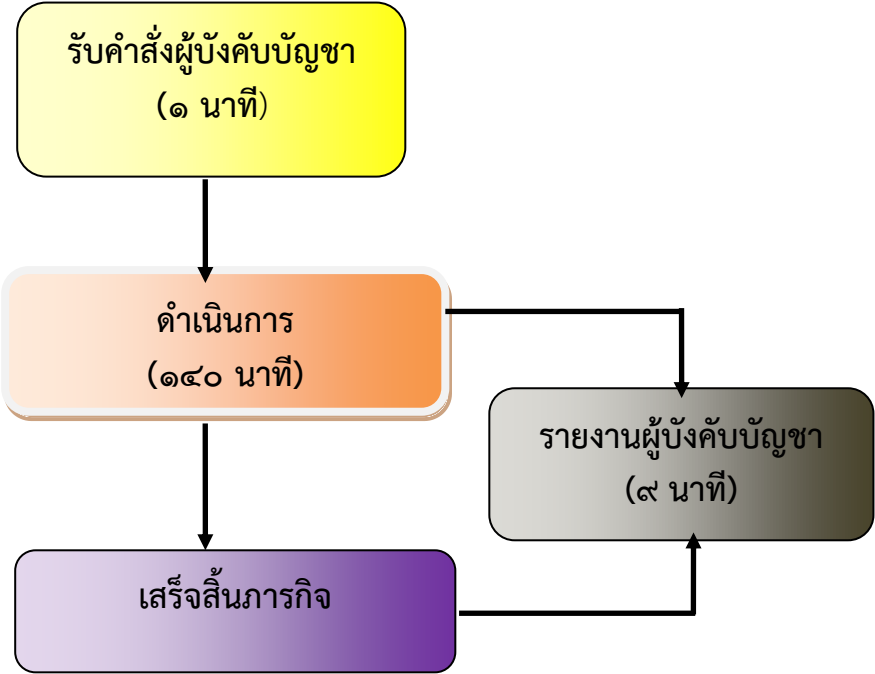 รับคำสั่งผู้บังคับบัญชา
(๑ นาที)
ดำเนินการ
(๑๔๐ นาที)
รายงานผู้บังคับบัญชา
(๙ นาที)
เสร็จสิ้นภารกิจ